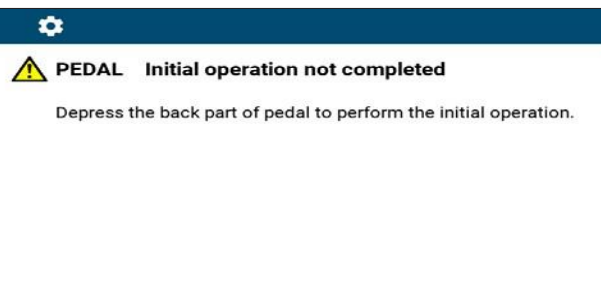 PEDAL Initial operation not completed
Depress the back part of pedal to perform the initial operation.